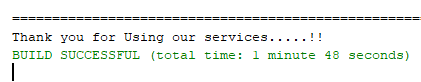 ===================================================
Thank you for Using our services.....!!
BUILD SUCCESSFUL (total time: 1 minute 48 seconds)